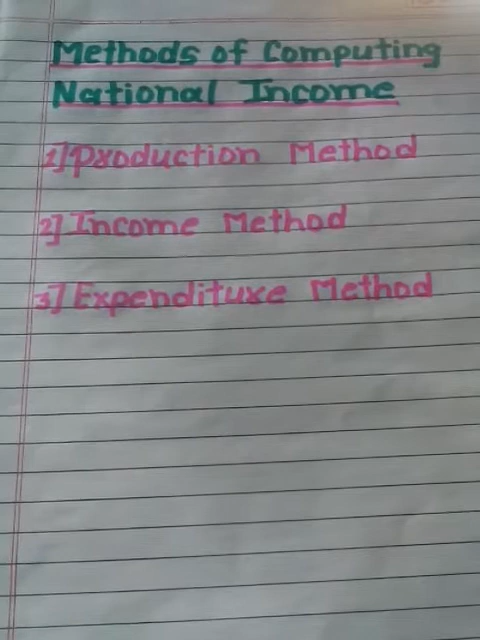 Methods of Computing
National Income
1] Production Method
2] Income Method
3] Expenditure Method